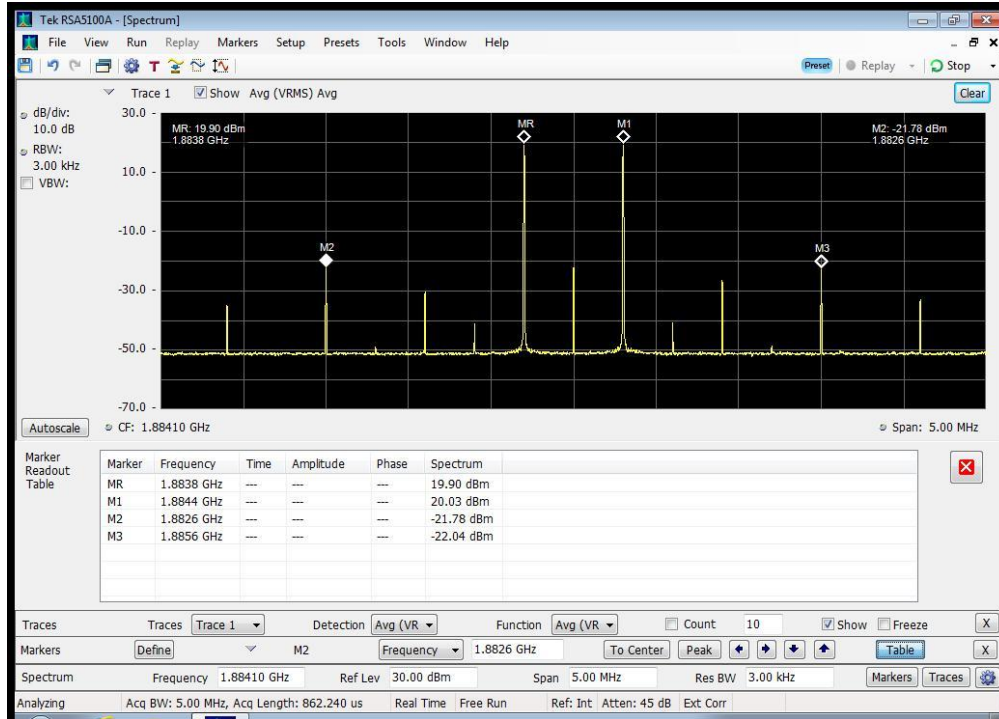 Tek RSA5100A - [Spectrum]
File View Run Replay Markers Setup Presets Tools Window Help
T Preset Replay Stop
Trace 1 Show Avg (VRMS) Avg Clear
dB/div:
10.0 dB
RBW:
3.00 kHz
VBW:
30.0 -
10.0 -
-10.0 -
-30.0 -
-50.0 -
-70.0 -
MR: 19.90 dBm
1.8838 GHz
MR
M1
M2: -21.78 dBm
1.8826 GHz
M2
M3
Autoscale CF: 1.88410 GHz Span: 5.00 MHz
Marker
Readout
Table
Marker Frequency Time Amplitude Phase Spectrum
MR 1.8838 GHz --- --- --- 19.90 dBm
M1 1.8844 GHz --- --- --- 20.03 dBm
M2 1.8826 GHz --- --- --- -21.78 dBm
M3 1.8856 GHz --- --- --- -22.04 dBm
Traces Traces Trace 1 Detection Avg (VR Function Avg (VR Count 10 Show Freeze X
Markers Define M2 Frequency 1.8826 GHz To Center Peak Table X
Spectrum Frequency 1.88410 GHz Ref Lev 30.00 dBm Span 5.00 MHz Res BW 3.00 kHz Markers Traces
Analyzing Acq BW: 5.00 MHz, Acq Length: 862.240 us Real Time Free Run Ref: Int Atten: 45 dB Ext Corr